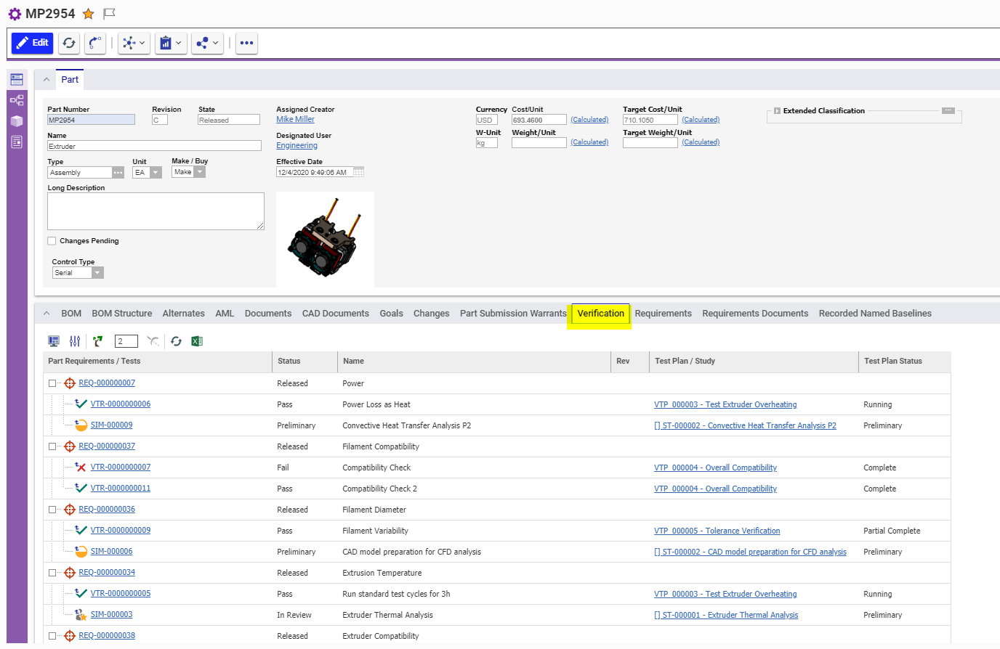 MP2954
Edit
Part
Part Number Revision State Assigned Creator Currency Cost/Unit Target Cost/Unit Extended Classification
MP2954 C Released Mike Miller USD 693.4600 (Calculated) 710.1050 (Calculated)
Name Designated User W-Unit Weight/Unit Target Weight/Unit
Extruder Engineering kg (Calculated) (Calculated)
Type Unit Make / Buy Effective Date
Assembly EA Make 12/4/2020 9:49:06 AM
Long Description
Changes Pending
Control Type
Serial
BOM BOM Structure Alternates AML Documents CAD Documents Goals Changes Part Submission Warrants Verification Requirements Requirements Documents Recorded Named Baselines
2
Part Requirements / Tests Status Name Rev Test Plan / Study Test Plan Status
REQ-000000007 Released Power
VTR-0000000006 Pass Power Loss as Heat VTP_000003 - Test Extruder Overheating Running
SIM-000009 Preliminary Convective Heat Transfer Analysis P2 [] ST-000002 - Convective Heat Transfer Analysis P2 Preliminary
REQ-000000037 Released Filament Compatibility
VTR-0000000007 Fail Compatibility Check VTP_000004 - Overall Compatibility Complete
VTR-0000000011 Pass Compatibility Check 2 VTP_000004 - Overall Compatibility Complete
REQ-000000036 Released Filament Diameter
VTR-0000000009 Pass Filament Variability VTP_000005 - Tolerance Verification Partial Complete
SIM-000006 Preliminary CAD model preparation for CFD analysis [] ST-000002 - CAD model preparation for CFD analysis Preliminary
REQ-000000034 Released Extrusion Temperature
VTR-0000000005 Pass Run standard test cycles for 3h VTP_000003 - Test Extruder Overheating Running
SIM-000003 In Review Extruder Thermal Analysis [] ST-000001 - Extruder Thermal Analysis Preliminary
REQ-000000038 Released Extruder Compatibility